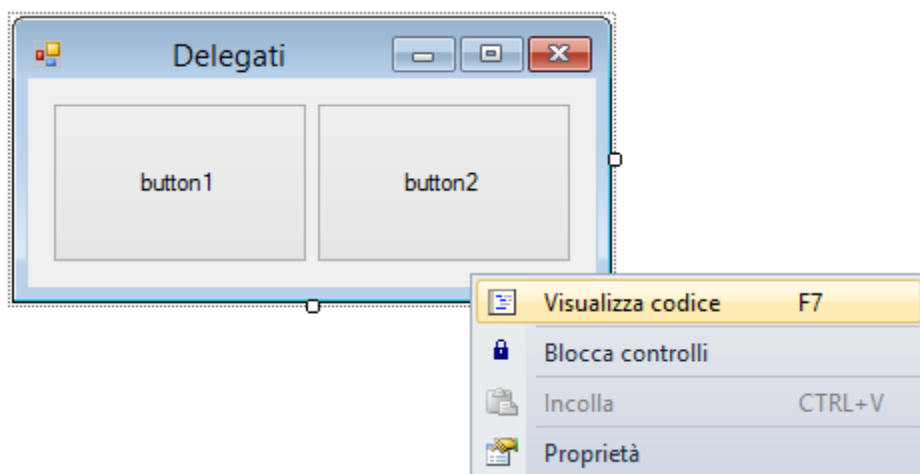 Delegati
button1
button2
Visualizza codice F7
Blocca controlli
Incolla CTRL+V
Proprietà